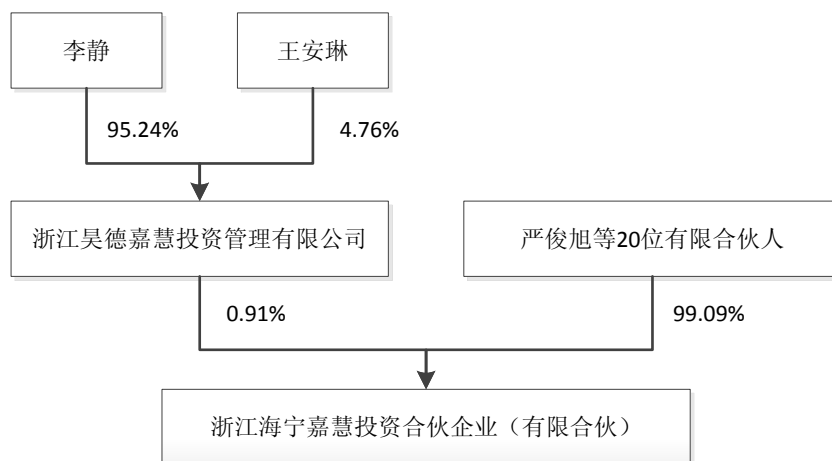 李静
王安琳
95.24%
4.76%
浙江昊德嘉慧投资管理有限公司
严俊旭等20位有限合伙人
0.91%
99.09%
浙江海宁嘉慧投资合伙企业（有限合伙）